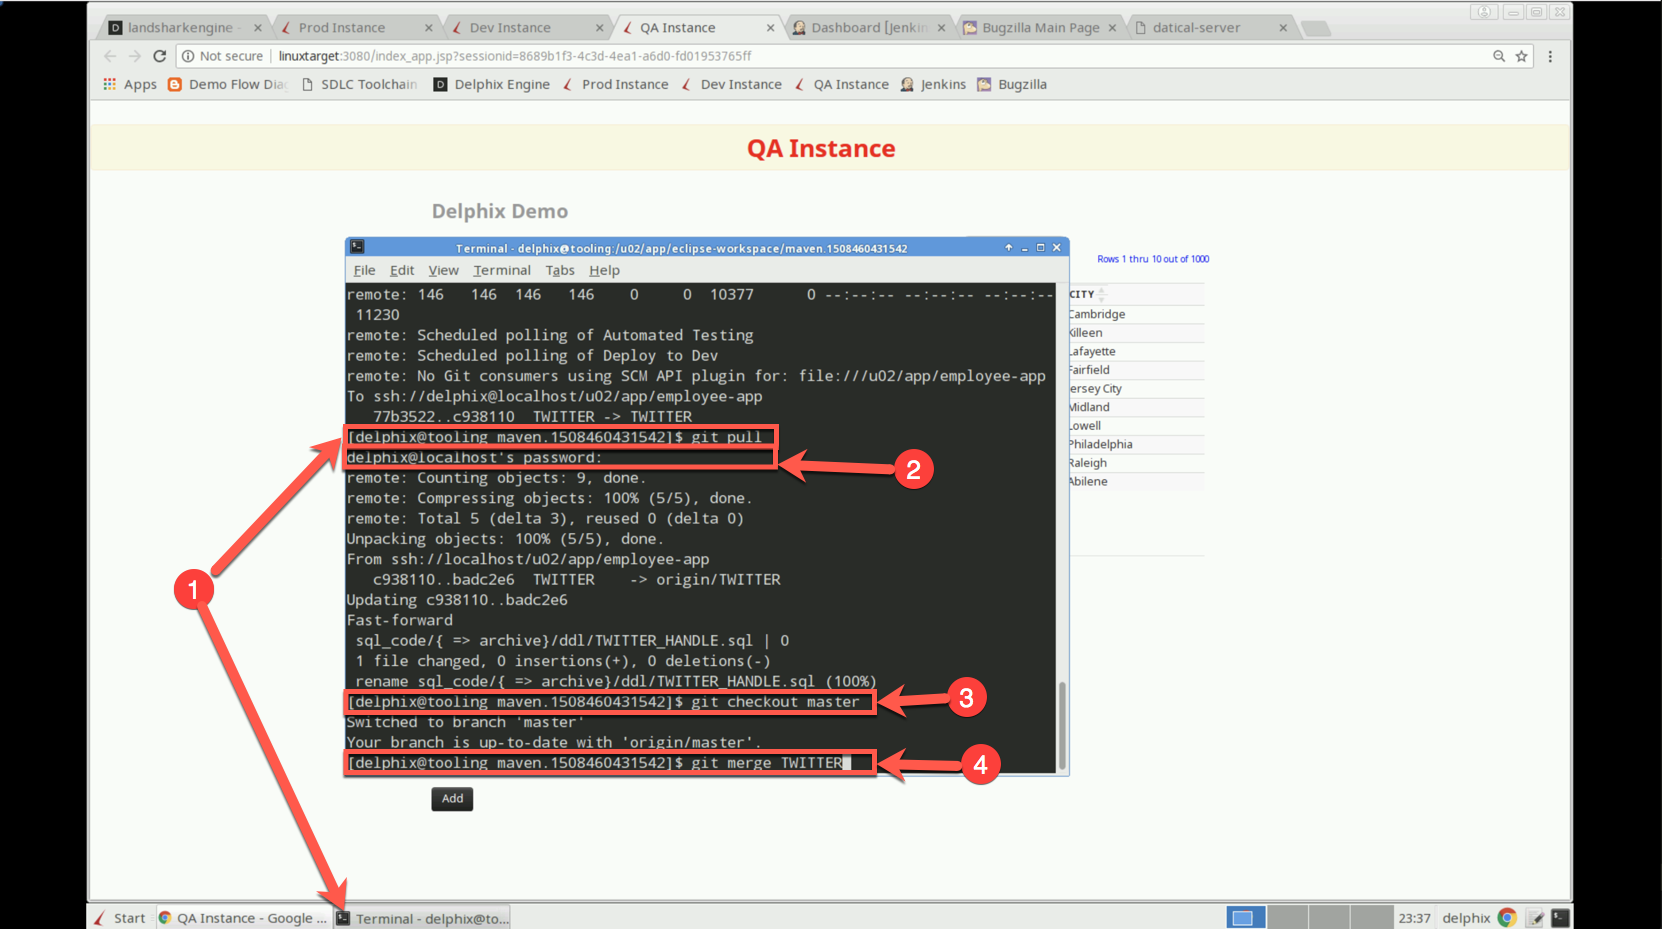 landsharkengine -
Prod Instance
Dev Instance
QA Instance
Dashboard [Jenkin
Bugzilla Main Page
datical-server
Not secure
linuxtarget:3080/index_app.jsp?sessionid=8689b1f3-4c3d-4ea1-a6d0-fd01953765ff
Apps
Demo Flow Dia
SDLC Toolchain
Delphix Engine
Prod Instance
Dev Instance
QA Instance
Jenkins
Bugzilla
QA Instance
Delphix Demo
Terminal - delphix@tooling:/u02/app/eclipse-workspace/maven.1508460431542
File Edit View Terminal Tabs Help
remote: 146 146 146 146 0 0 10377 0 --:--:-- --:--:-- --:--:--
11230
remote: Scheduled polling of Automated Testing
remote: Scheduled polling of Deploy to Dev
remote: No Git consumers using SCM API plugin for: file:///u02/app/employee-app
To ssh://delphix@localhost/u02/app/employee-app
77b3522..c938110 TWITTER -> TWITTER
[delphix@tooling maven.1508460431542]$ git pull
delphix@localhost's password:
remote: Counting objects: 9, done.
remote: Compressing objects: 100% (5/5), done.
remote: Total 5 (delta 3), reused 0 (delta 0)
Unpacking objects: 100% (5/5), done.
From ssh://localhost/u02/app/employee-app
c938110..badc2e6 TWITTER -> origin/TWITTER
Updating c938110..badc2e6
Fast-forward
sql_code/{ => archive}/ddl/TWITTER_HANDLE.sql | 0
1 file changed, 0 insertions(+), 0 deletions(-)
rename sql_code/{ => archive}/ddl/TWITTER_HANDLE.sql (100%)
[delphix@tooling maven.1508460431542]$ git checkout master
Switched to branch 'master'
Your branch is up-to-date with 'origin/master'.
[delphix@tooling maven.1508460431542]$ git merge TWITTER
1
2
3
4
Rows 1 thru 10 out of 1000
CITY
Cambridge
Killeen
Lafayette
Fairfield
ersey City
Midland
Lowell
Philadelphia
Raleigh
Abilene
Add
Start
QA Instance - Google ...
Terminal - delphix@to...
23:37
delphix